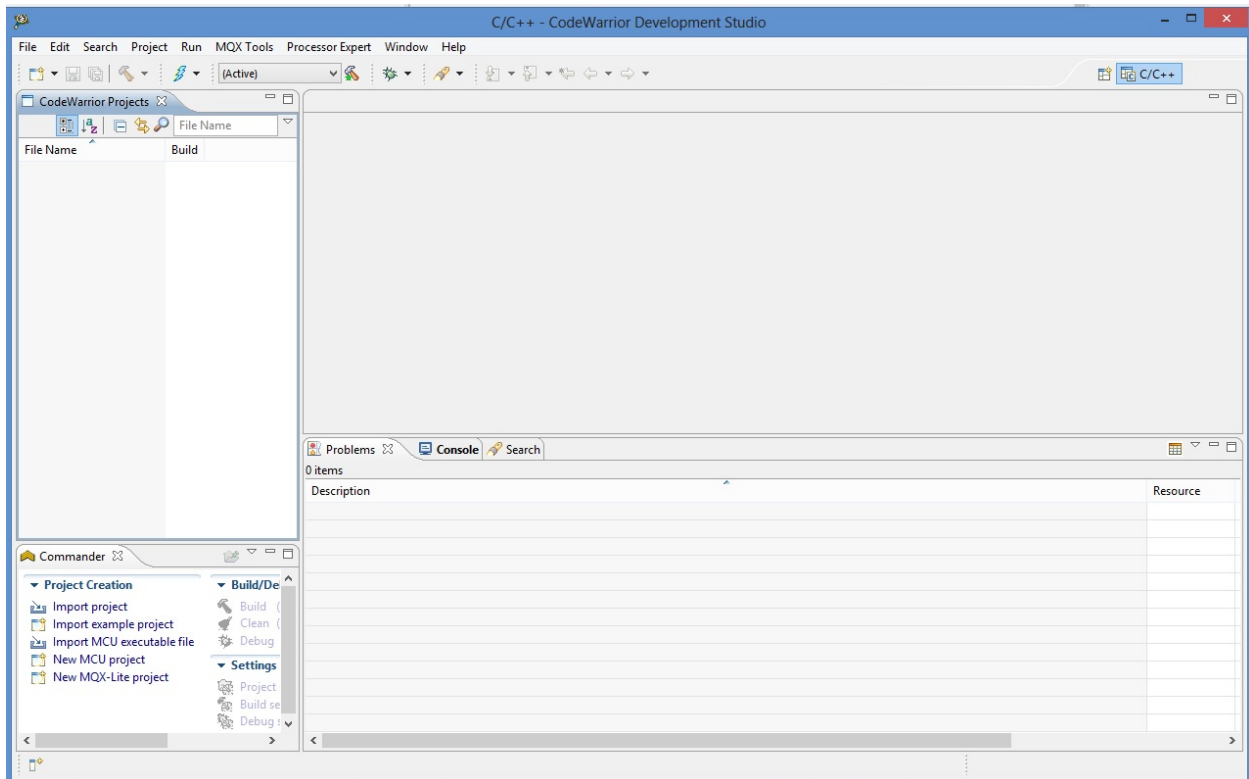 C/C++ - CodeWarrior Development Studio
File Edit Search Project Run MQX Tools Processor Expert Window Help
(Active)
C/C++
CodeWarrior Projects
File Name
File Name Build
Problems Console Search
0 items
Description Resource
Commander
Project Creation
Import project
Import example project
Import MCU executable file
New MCU project
New MQX-Lite project
Build/De
Build (
Clean (
Debug
Settings
Project
Build se
Debug s